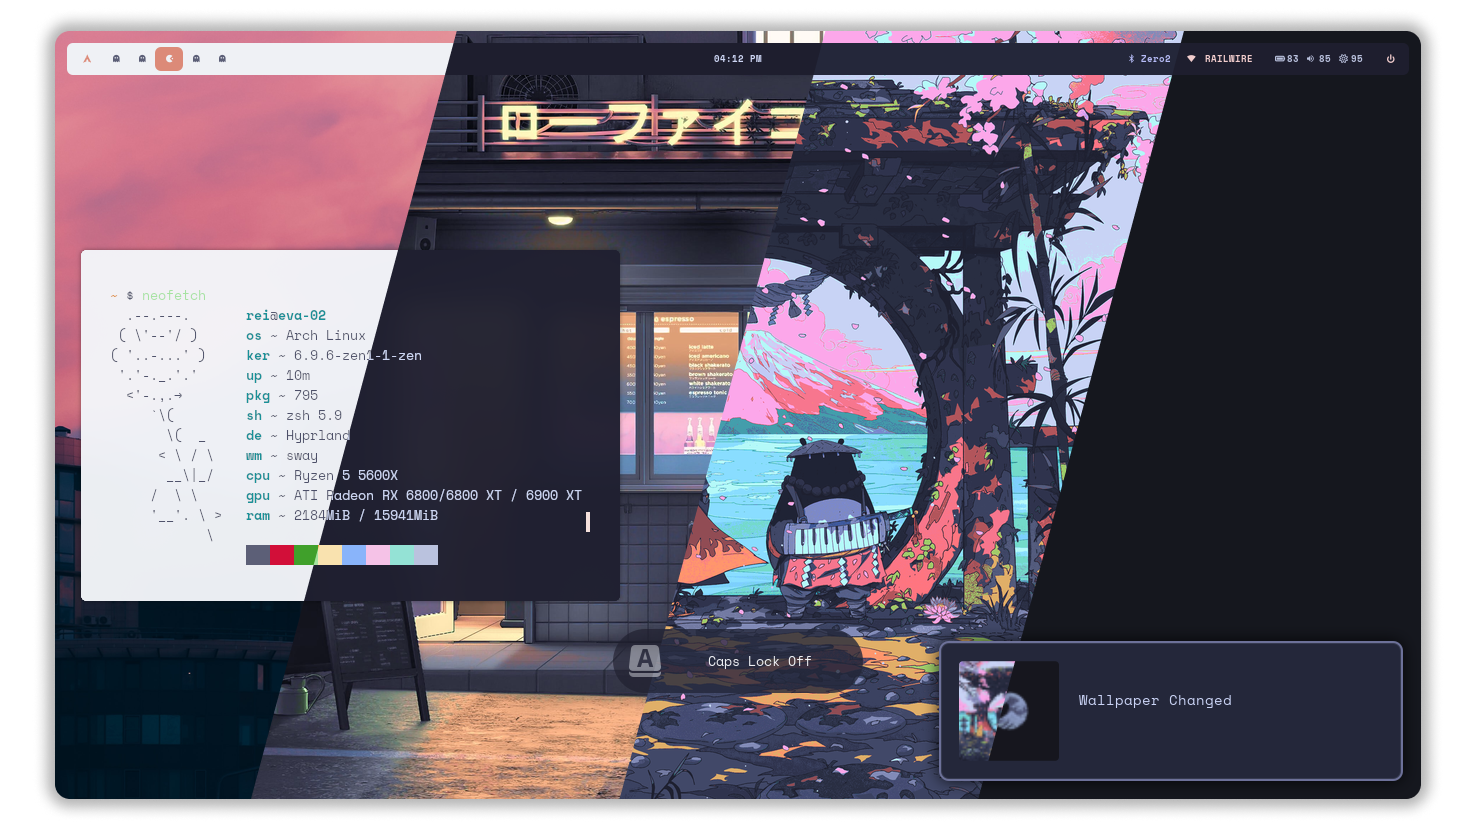 04:12 PM
Zero2
RAILWIRE
83
85
95
ローファイ
espresso
iced latte
iced americano
black shakerato
brown shakerato
white shakerato
espresso tonic
~ $ neofetch
rei@eva-02
os ~ Arch Linux
ker ~ 6.9.6-zen1-1-zen
up ~ 10m
pkg ~ 795
sh ~ zsh 5.9
de ~ Hyprland
wm ~ sway
cpu ~ Ryzen 5 5600X
gpu ~ ATI Radeon RX 6800/6800 XT / 6900 XT
ram ~ 2184MiB / 15941MiB
A
Caps Lock Off
Wallpaper Changed